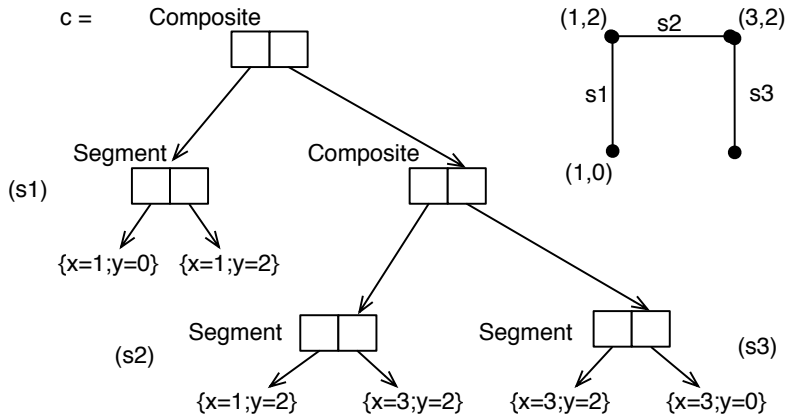 c = Composite
(1,2) s2 (3,2)
s1 s3
Segment Composite
(1,0)
(s1)
{x=1;y=0} {x=1;y=2}
Segment Segment
(s2) (s3)
{x=1;y=2} {x=3;y=2} {x=3;y=2} {x=3;y=0}